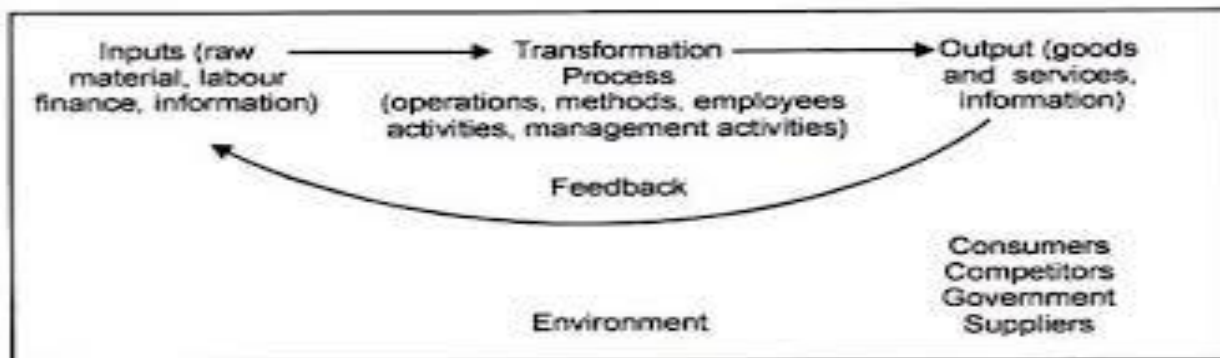 Inputs (raw
material, labour
finance, information)
Transformation
Process
(operations, methods, employees
activities, management activities)
Output (goods
and services,
information)
Feedback
Consumers
Competitors
Government
Suppliers
Environment